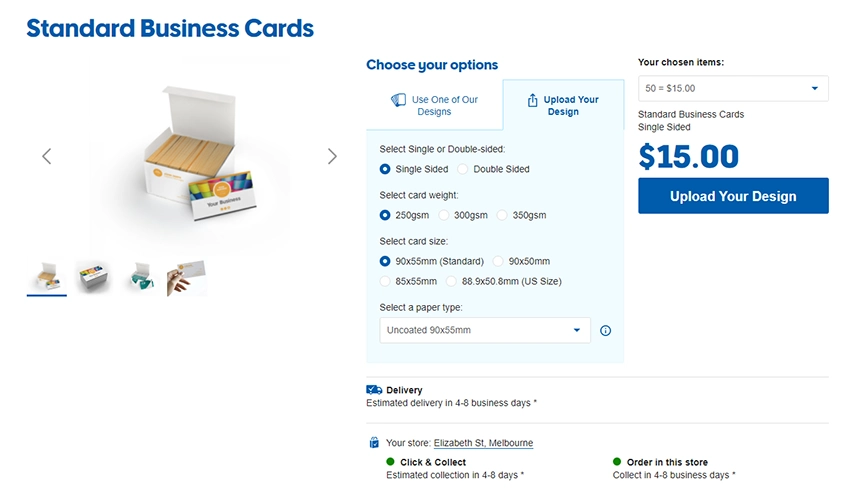 Standard Business Cards
Choose your options
Use One of Our
Designs
Upload Your
Design
Select Single or Double-sided:
Single Sided Double Sided
Select card weight:
250gsm 300gsm 350gsm
Select card size:
90x55mm (Standard) 90x50mm
85x55mm 88.9x50.8mm (US Size)
Select a paper type:
Uncoated 90x55mm
Your chosen items:
50 = $15.00
Standard Business Cards
Single Sided
$15.00
Upload Your Design
Your Business
Delivery
Estimated delivery in 4-8 business days *
Your store: Elizabeth St, Melbourne
Click & Collect
Estimated collection in 4-8 days *
Order in this store
Collect in 4-8 business days *